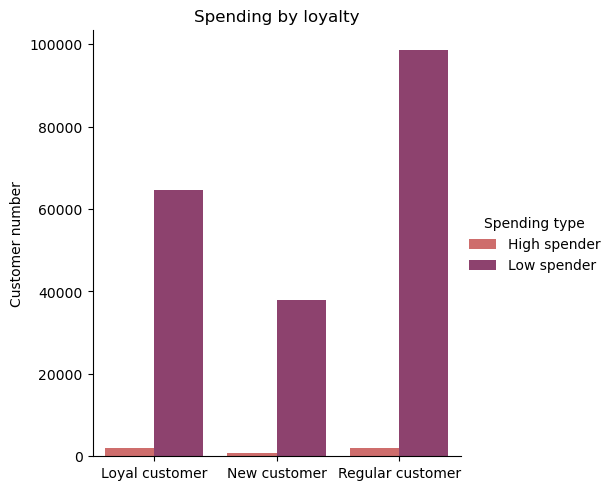 Spending by loyalty
100000
80000
60000
40000
20000
0
Customer number
Loyal customer
New customer
Regular customer
Spending type
High spender
Low spender